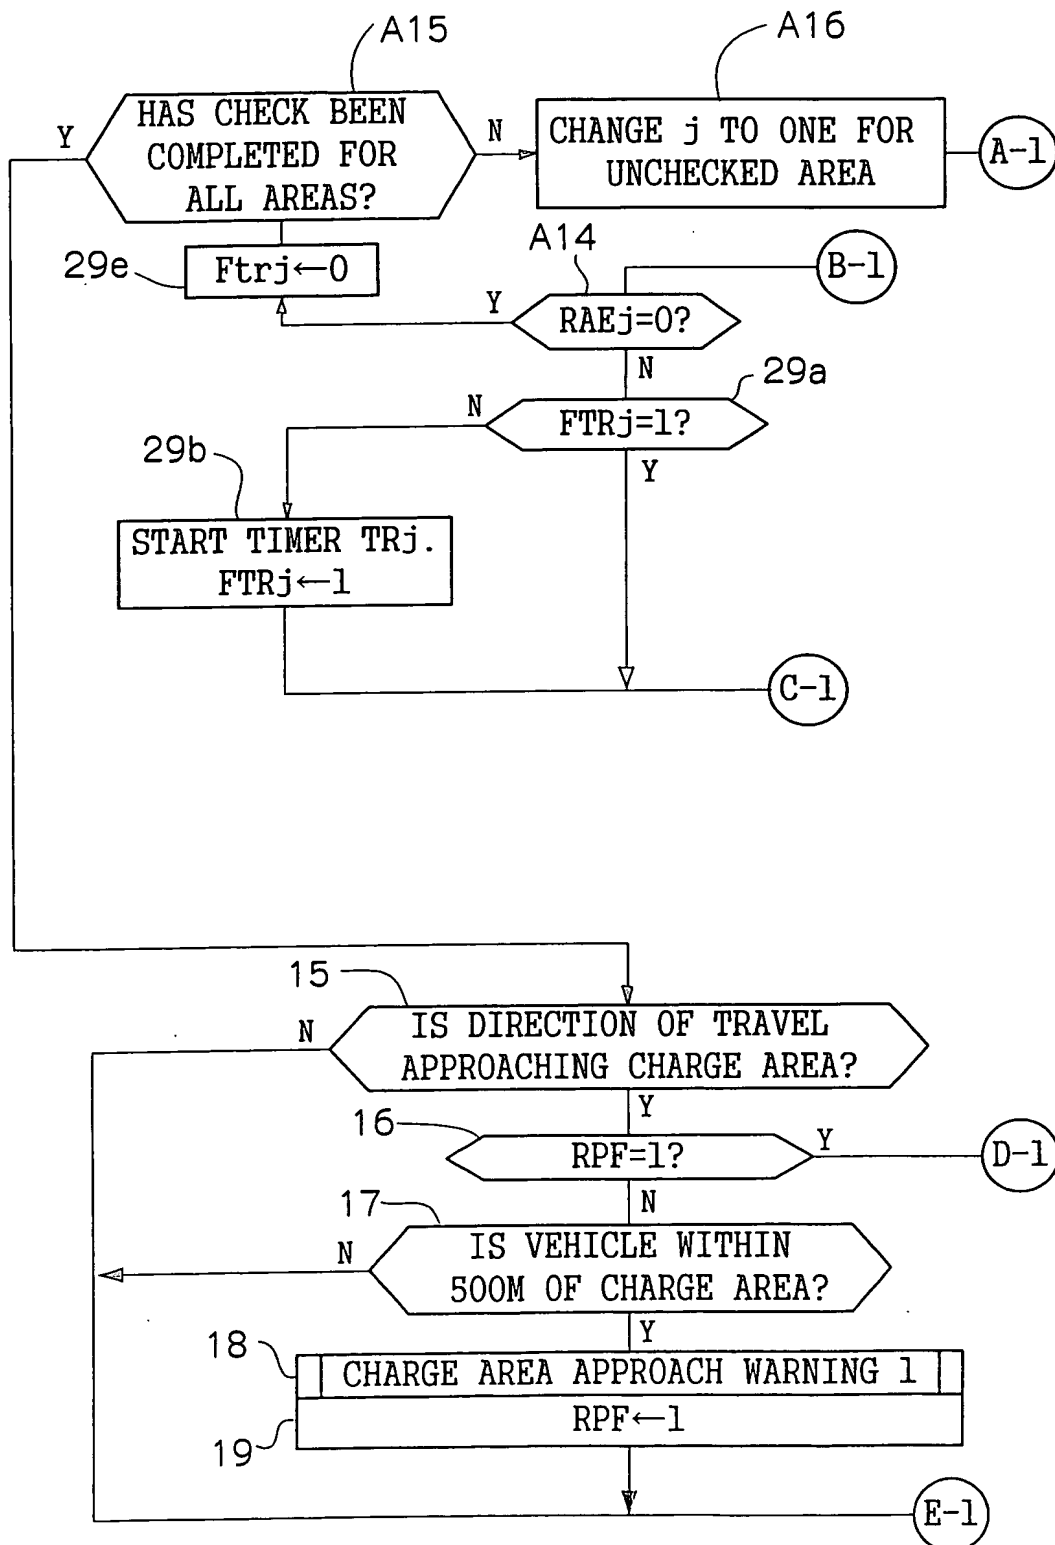 A15
A16
Y
HAS CHECK BEEN
COMPLETED FOR
ALL AREAS?
N
CHANGE j TO ONE FOR
UNCHECKED AREA
A-1
29e
Ftrj←0
A14
B-1
Y
RAEj=0?
N
29a
N
FTRj=1?
Y
29b
START TIMER TRj.
FTRj←1
C-1
15
N
IS DIRECTION OF TRAVEL
APPROACHING CHARGE AREA?
Y
16
RPF=1?
Y
D-1
N
17
N
IS VEHICLE WITHIN
500M OF CHARGE AREA?
Y
18
CHARGE AREA APPROACH WARNING 1
19
RPF←1
E-1